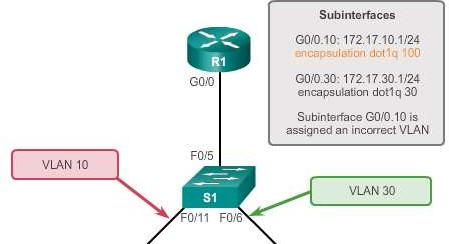 Subinterfaces
G0/0.10: 172.17.10.1/24
encapsulation dot1q 100
G0/0.30: 172.17.30.1/24
encapsulation dot1q 30
Subinterface G0/0.10 is
assigned an incorrect VLAN
R1
G0/0
F0/5
VLAN 10
S1
VLAN 30
F0/11
F0/6